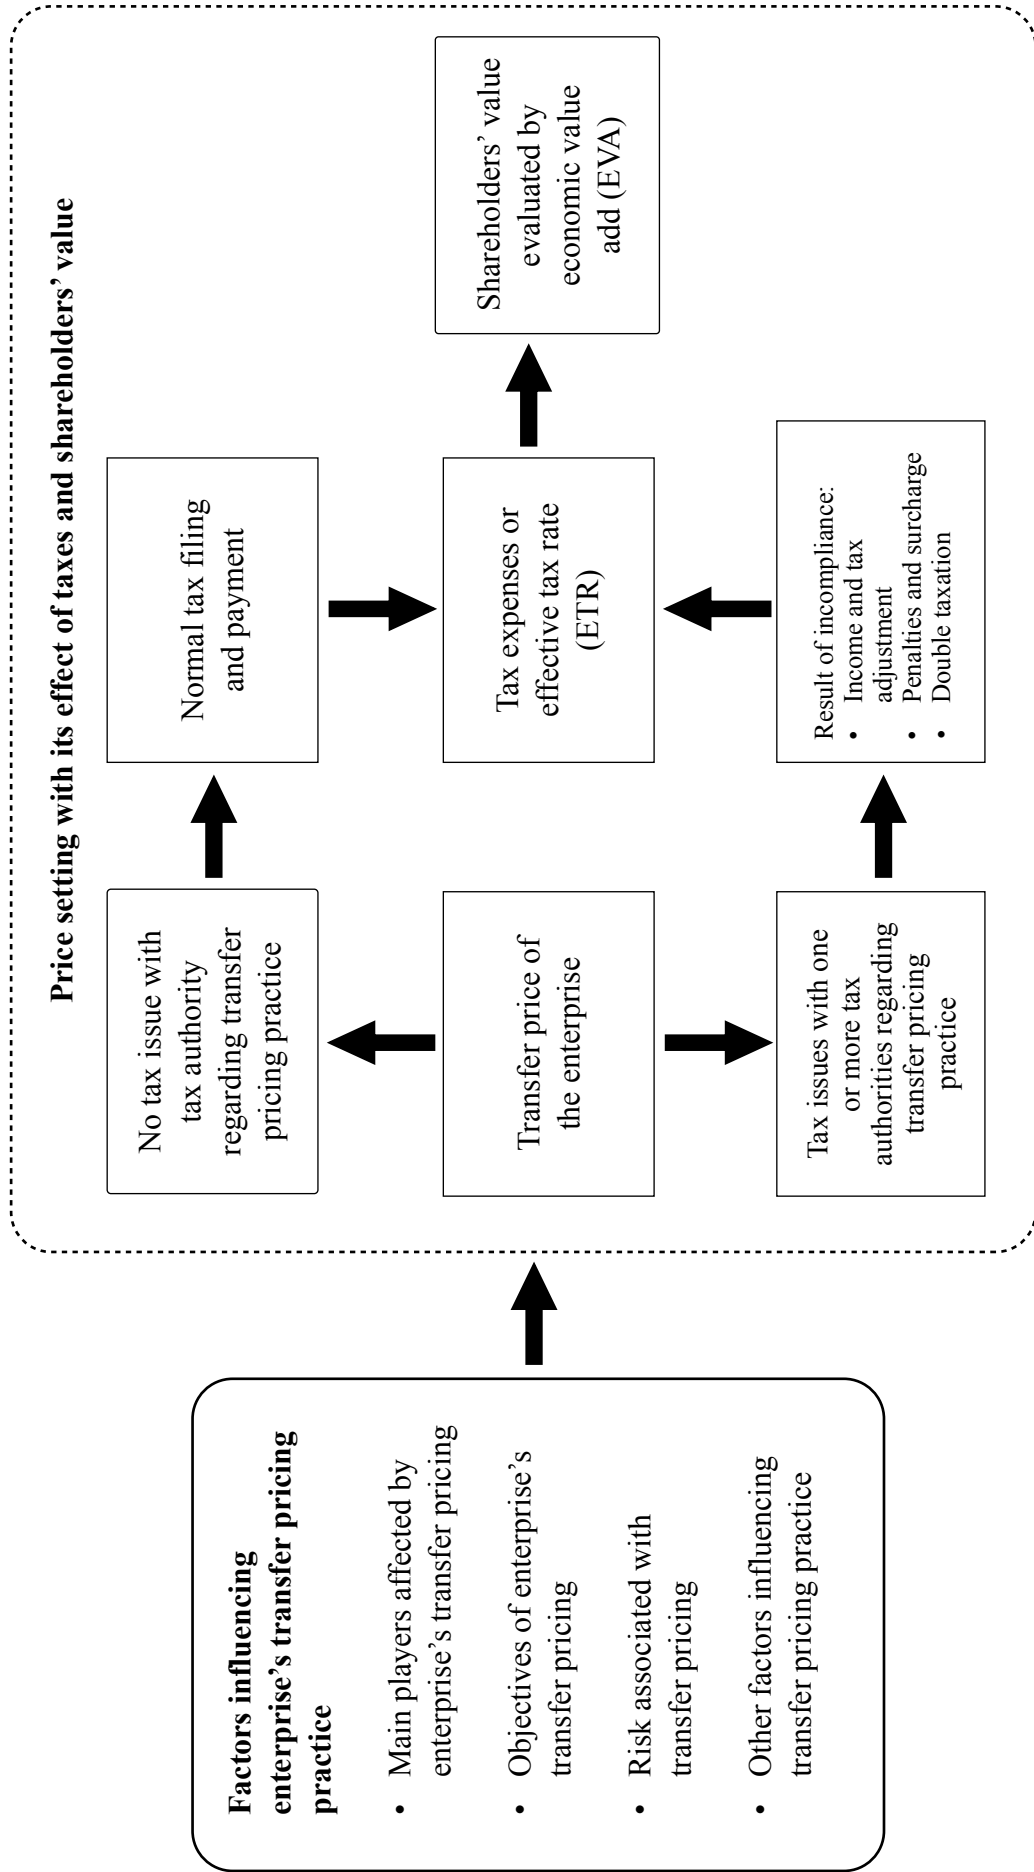 Factors influencing
enterprise’s transfer pricing
practice
• Main players affected by
enterprise’s transfer pricing
• Objectives of enterprise’s
transfer pricing
• Risk associated with
transfer pricing
• Other factors influencing
transfer pricing practice
Price setting with its effect of taxes and shareholders’ value
No tax issue with
tax authority
regarding transfer
pricing practice
Normal tax filing
and payment
Transfer price of
the enterprise
Tax expenses or
effective tax rate
(ETR)
Shareholders’ value
evaluated by
economic value
add (EVA)
Tax issues with one
or more tax
authorities regarding
transfer pricing
practice
Result of incompliance:
• Income and tax
adjustment
• Penalties and surcharge
• Double taxation